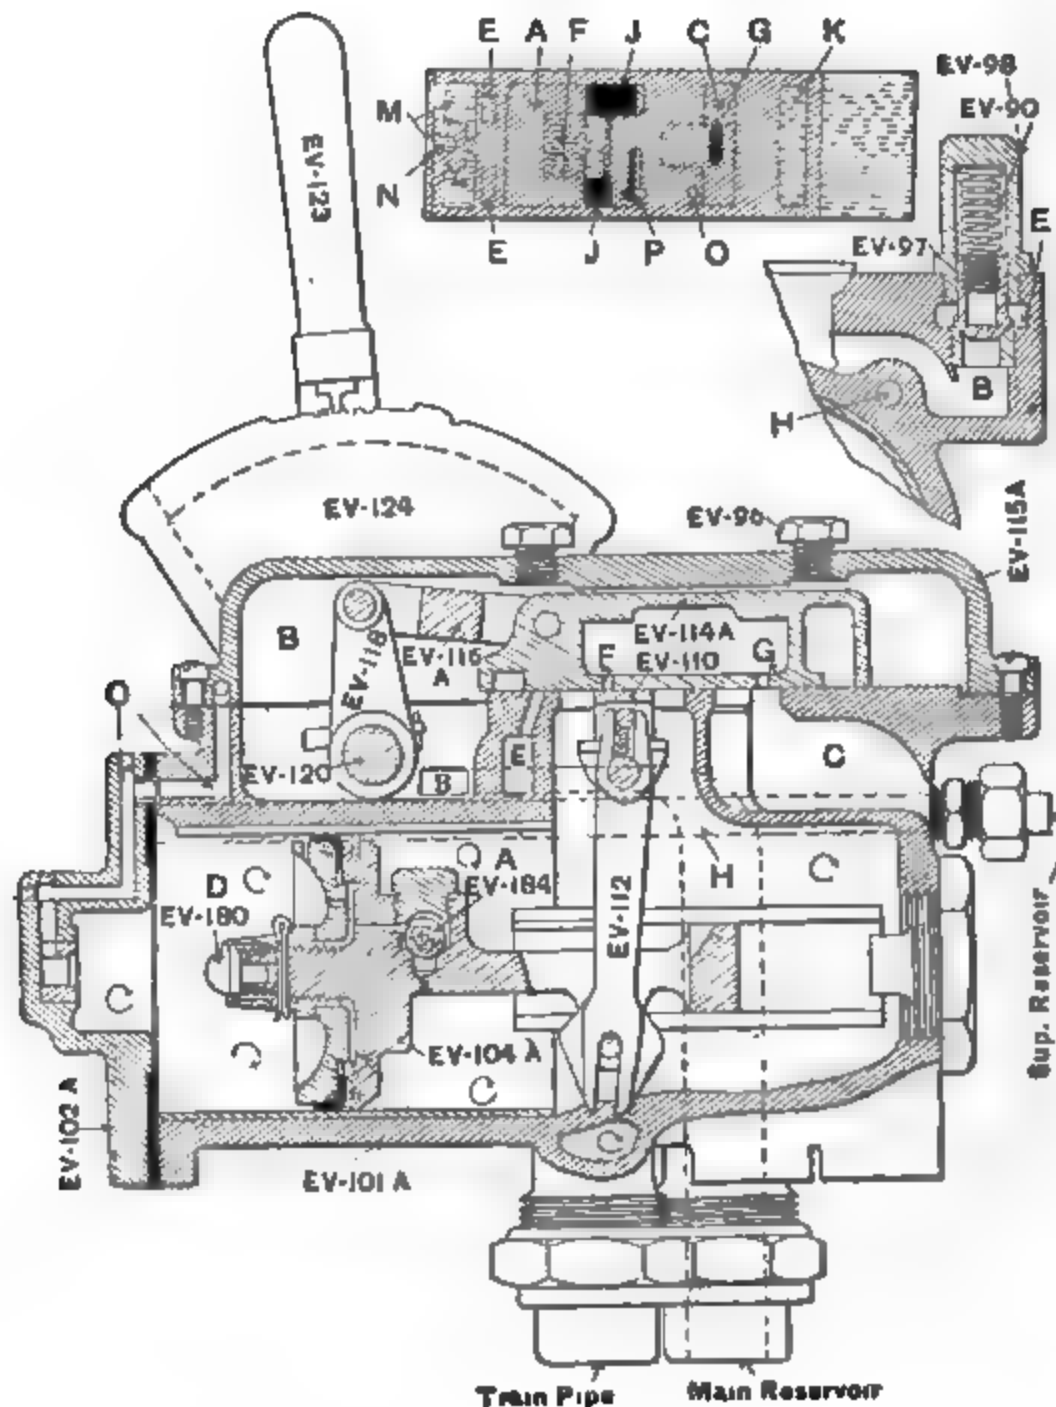 E A F J C G K
M
N
E J P O
EV-98
EV-90
E
EV-97
B
H
EV-123
EV-124
EV-96
EV-115A
B
EV-118
EV-116
A
EV-114A
EV-110
F
G
O
EV-120
B
E
C
D
EV-180
A
EV-184
H
EV-112
EV-104 A
EV-102 A
EV-101 A
Sup. Reservoir
Train Pipe
Main Reservoir